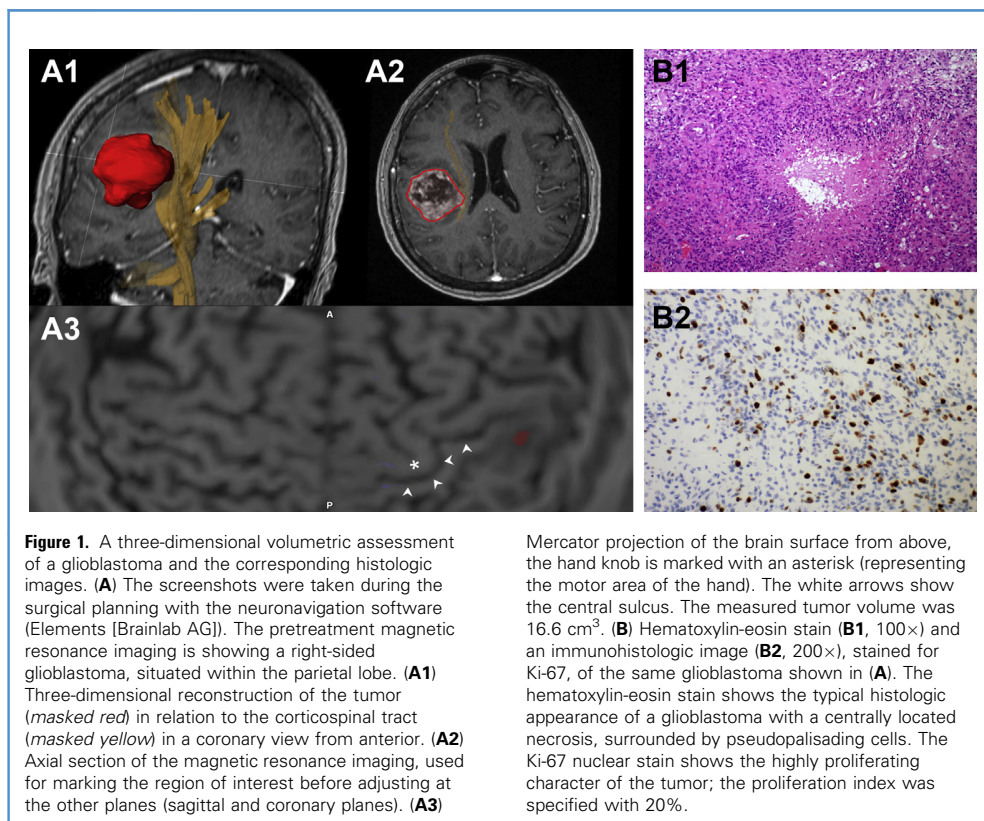 A1
A2
B1
A
A3
*
P
B2
Figure 1. A three-dimensional volumetric assessment
of a glioblastoma and the corresponding histologic
images. (A) The screenshots were taken during the
surgical planning with the neuronavigation software
(Elements [Brainlab AG]). The pretreatment magnetic
resonance imaging is showing a right-sided
glioblastoma, situated within the parietal lobe. (A1)
Three-dimensional reconstruction of the tumor
(masked red) in relation to the corticospinal tract
(masked yellow) in a coronary view from anterior. (A2)
Axial section of the magnetic resonance imaging, used
for marking the region of interest before adjusting at
the other planes (sagittal and coronary planes). (A3)
Mercator projection of the brain surface from above,
the hand knob is marked with an asterisk (representing
the motor area of the hand). The white arrows show
the central sulcus. The measured tumor volume was
16.6 cm³. (B) Hematoxylin-eosin stain (B1, 100×) and
an immunohistologic image (B2, 200×), stained for
Ki-67, of the same glioblastoma shown in (A). The
hematoxylin-eosin stain shows the typical histologic
appearance of a glioblastoma with a centrally located
necrosis, surrounded by pseudopalisading cells. The
Ki-67 nuclear stain shows the highly proliferating
character of the tumor; the proliferation index was
specified with 20%.